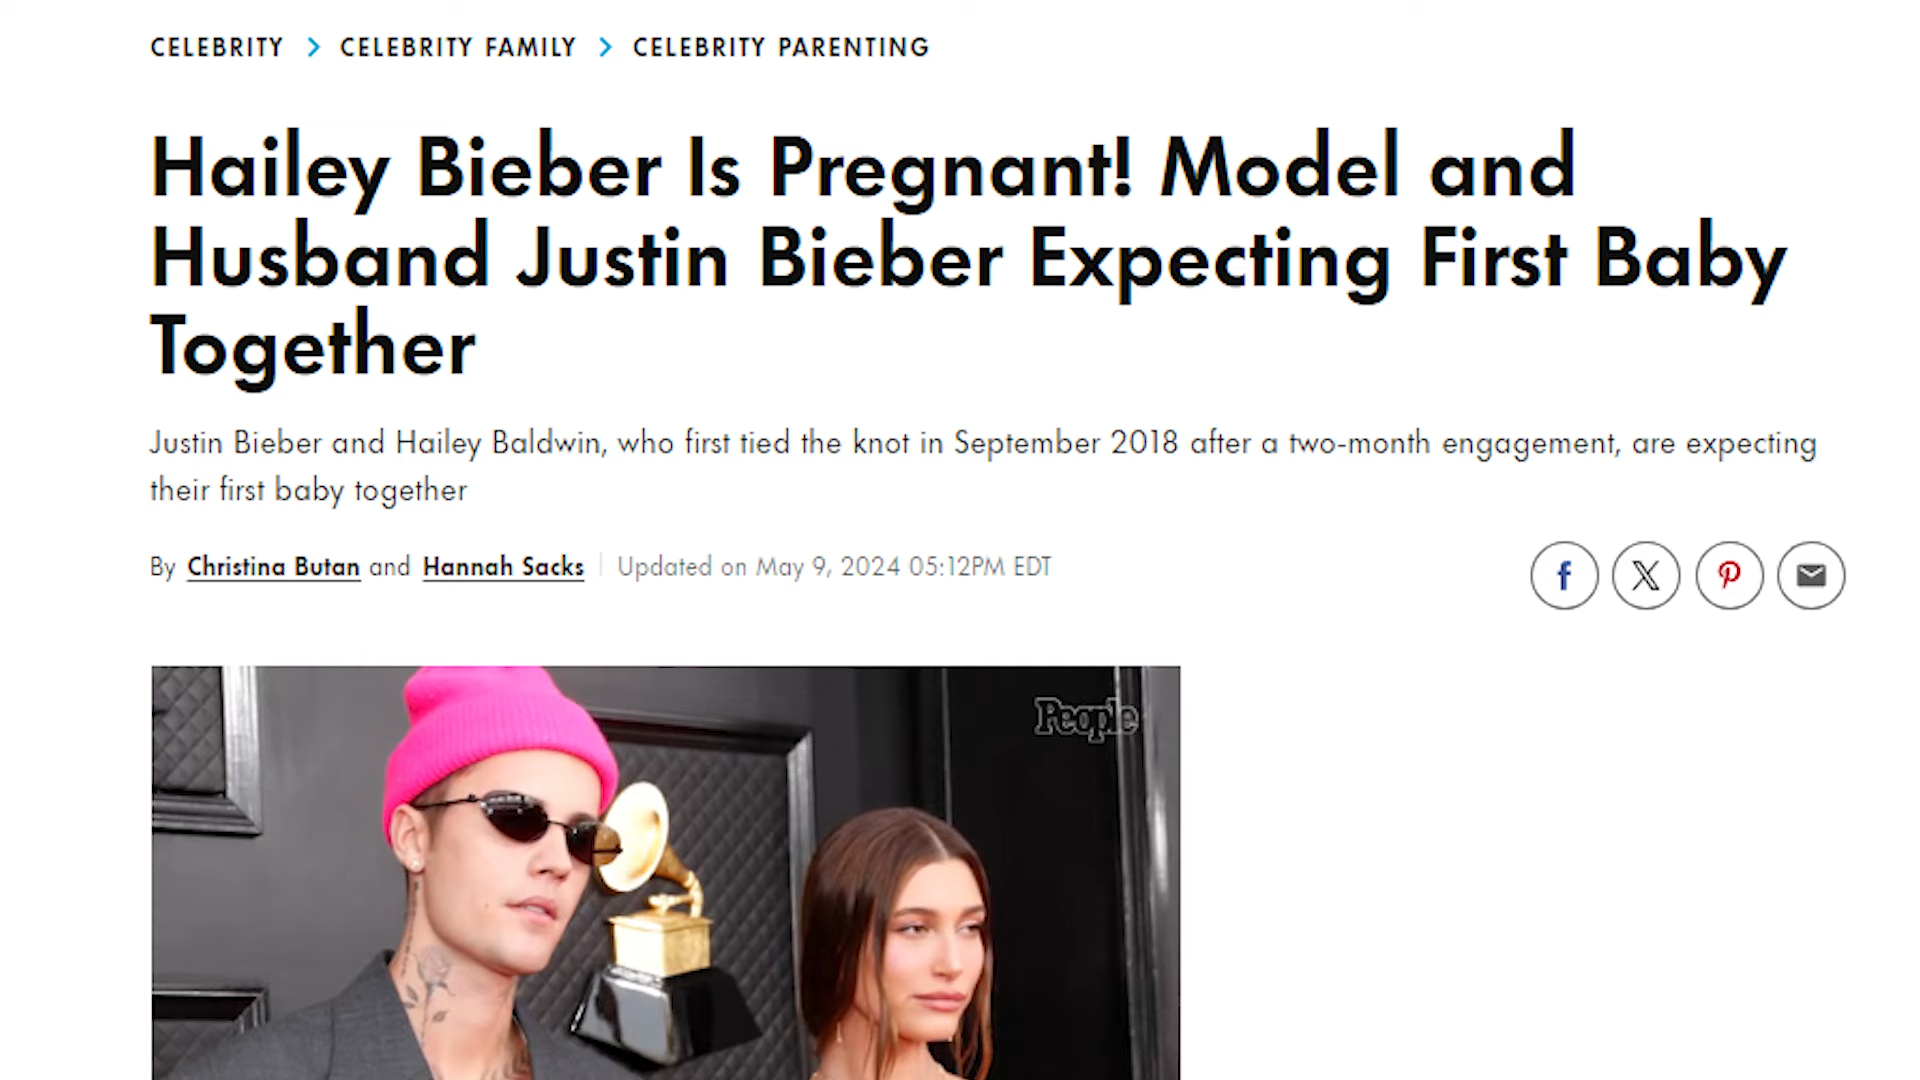 CELEBRITY > CELEBRITY FAMILY > CELEBRITY PARENTING
Hailey Bieber Is Pregnant! Model and
Husband Justin Bieber Expecting First Baby
Together
Justin Bieber and Hailey Baldwin, who first tied the knot in September 2018 after a two-month engagement, are expecting
their first baby together
By Christina Butan and Hannah Sacks | Updated on May 9, 2024 05:12PM EDT
People